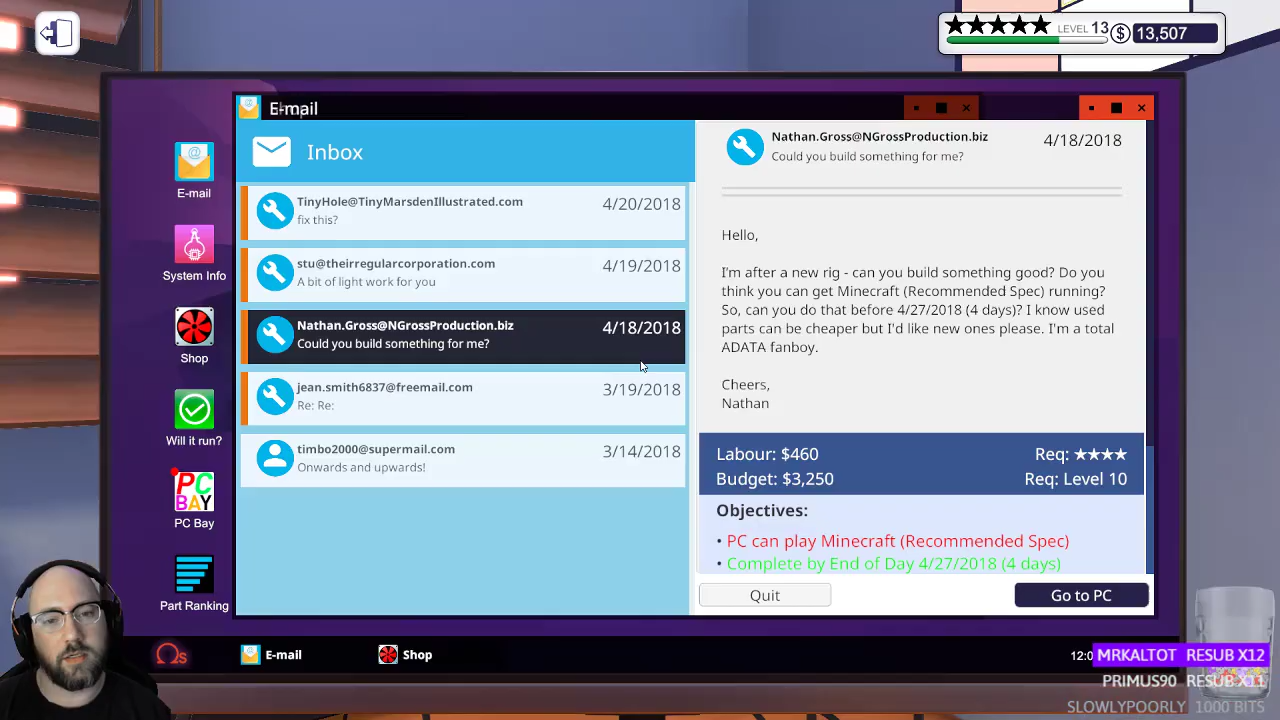 LEVEL 13
$ 13,507
E-mail
E-mail
System Info
Shop
Will it run?
PC
BAY
PC Bay
Part Ranking
Inbox
TinyHole@TinyMarsdenIllustrated.com
4/20/2018
fix this?
stu@theirregularcorporation.com
4/19/2018
A bit of light work for you
Nathan.Gross@NGrossProduction.biz
4/18/2018
Could you build something for me?
jean.smith6837@freemail.com
3/19/2018
Re: Re:
timbo2000@supermail.com
3/14/2018
Onwards and upwards!
Nathan.Gross@NGrossProduction.biz
4/18/2018
Could you build something for me?
Hello,
I'm after a new rig - can you build something good? Do you
think you can get Minecraft (Recommended Spec) running?
So, can you do that before 4/27/2018 (4 days)? I know used
parts can be cheaper but I'd like new ones please. I'm a total
ADATA fanboy.
Cheers,
Nathan
Labour: $460
Req: ★★★★
Budget: $3,250
Req: Level 10
Objectives:
• PC can play Minecraft (Recommended Spec)
• Complete by End of Day 4/27/2018 (4 days)
Quit
Go to PC
Ωs
E-mail
Shop
12:0
MRKALTOT RESUB X12
PRIMUS90 RESUB X11
SLOWLYPOORLY 1000 BITS